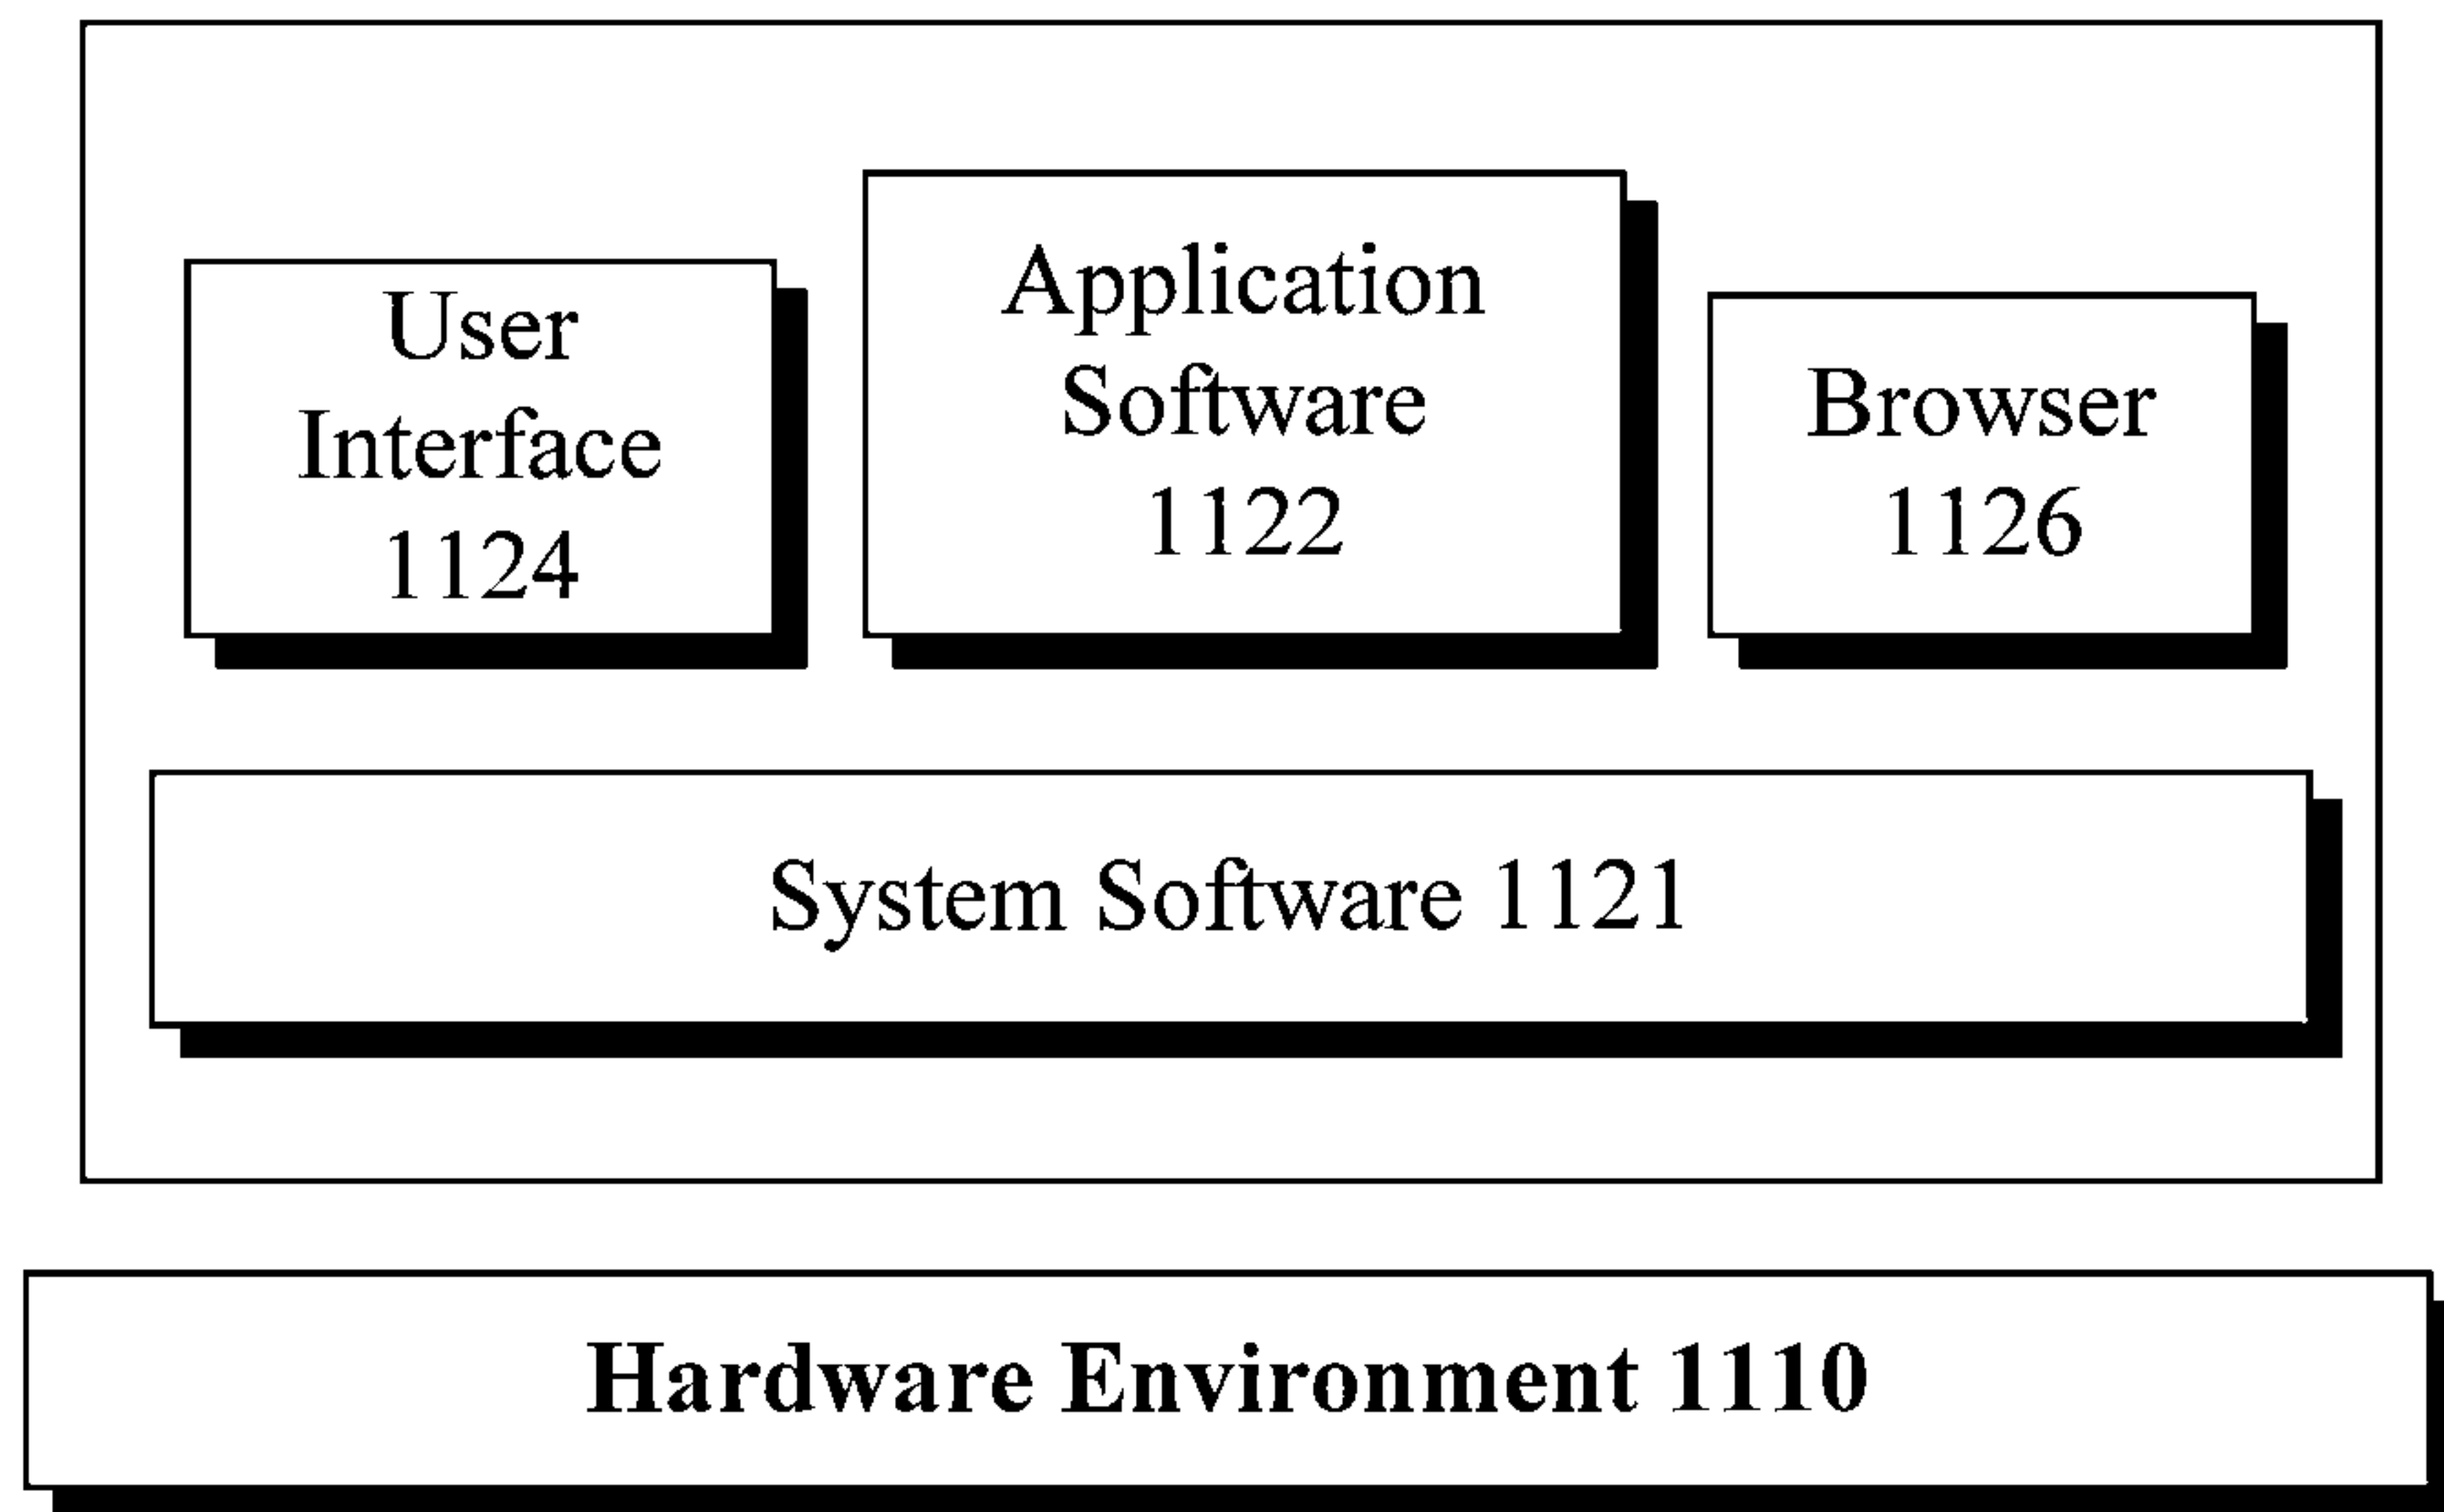 User
Interface
1124
Application
Software
1122
Browser
1126
System Software 1121
Hardware Environment 1110